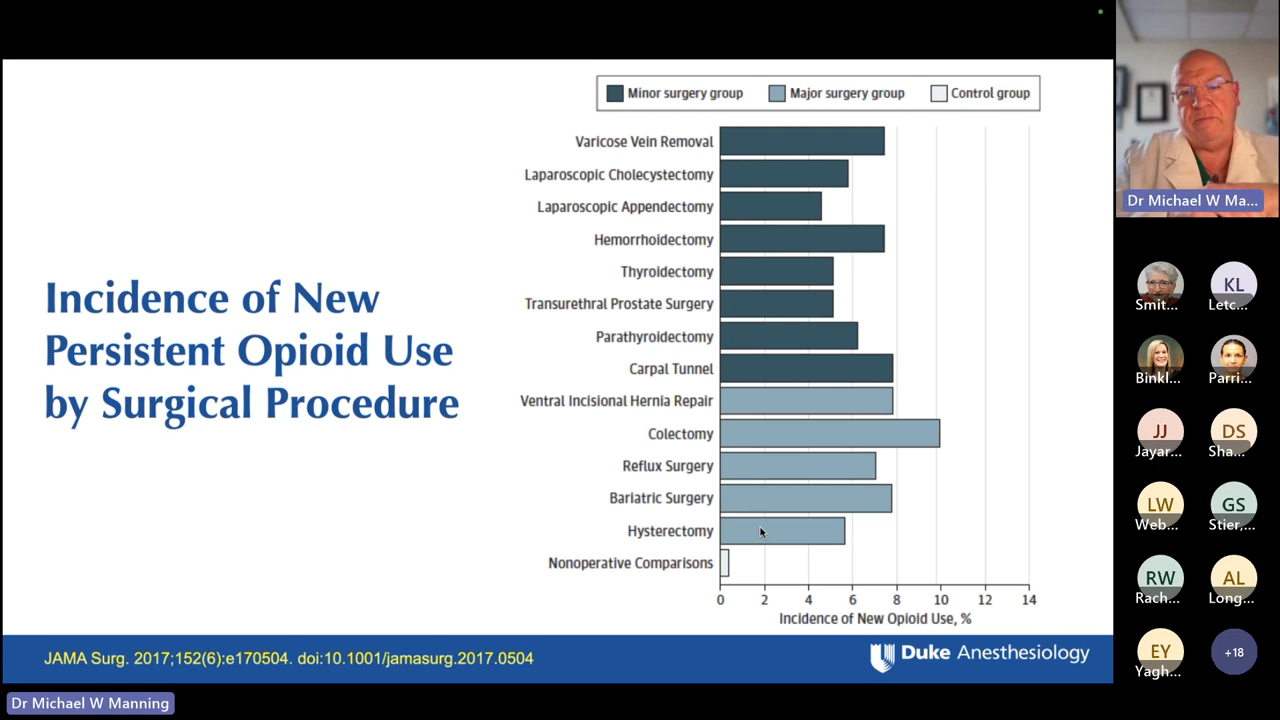 Minor surgery group
Major surgery group
Control group
Varicose Vein Removal
Laparoscopic Cholecystectomy
Laparoscopic Appendectomy
Hemorrhoidectomy
Thyroidectomy
Transurethral Prostate Surgery
Parathyroidectomy
Carpal Tunnel
Ventral Incisional Hernia Repair
Colectomy
Reflux Surgery
Bariatric Surgery
Hysterectomy
Nonoperative Comparisons
0 2 4 6 8 10 12 14
Incidence of New Opioid Use, %
Incidence of New
Persistent Opioid Use
by Surgical Procedure
JAMA Surg. 2017;152(6):e170504. doi:10.1001/jamasurg.2017.0504
Duke Anesthesiology
Dr Michael W Manning
Dr Michael W Ma...
Smit...
KL
Letc...
Binkl...
Parri...
JJ
Jayar...
DS
Sha...
LW
Web...
GS
Stier,...
RW
Rach...
AL
Long...
EY
Yagh...
+18